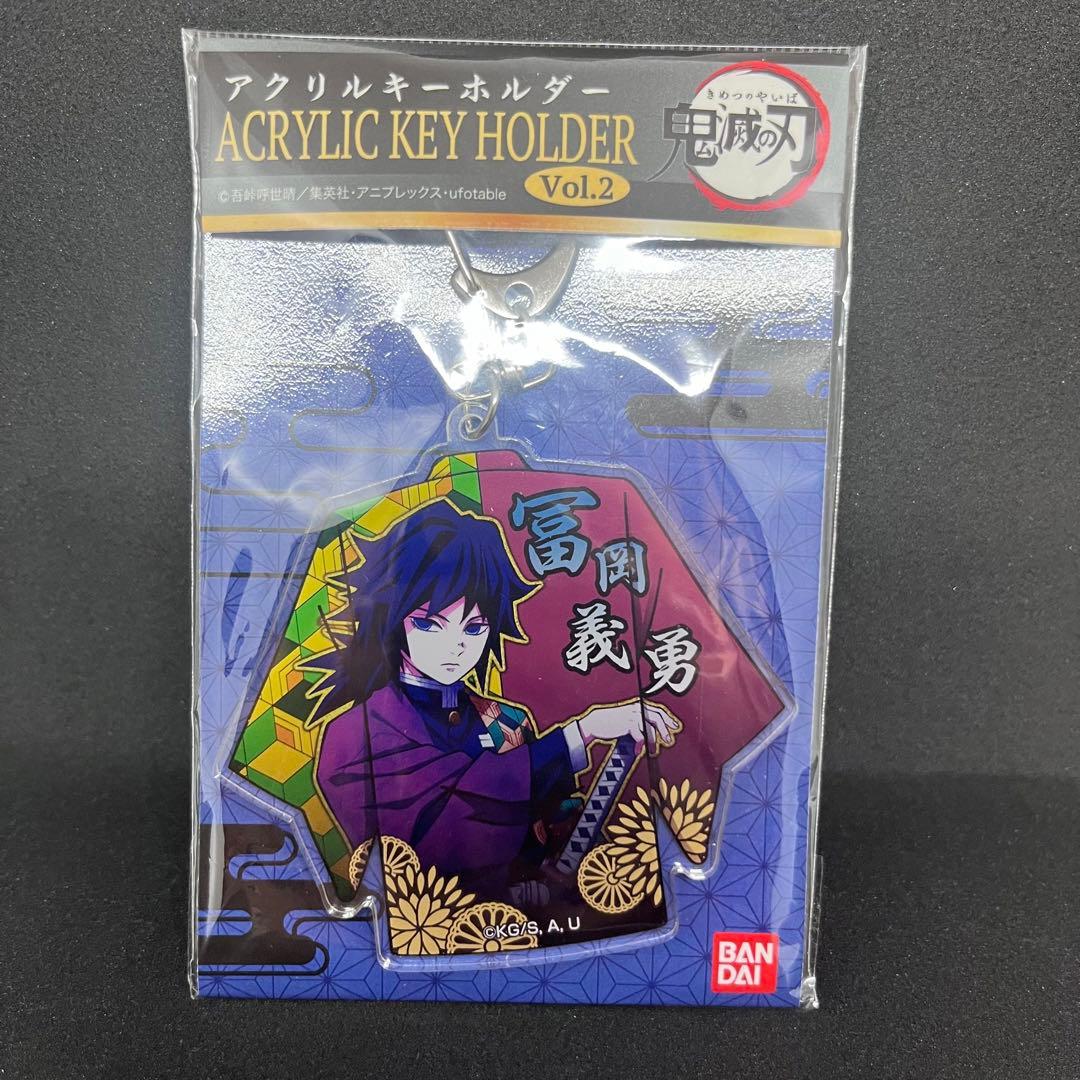 アクリルキーホルダー
ACRYLIC KEY HOLDER
Vol.2
©吾峠呼世晴／集英社・アニプレックス・ufotable
きめつのやいば
鬼滅の刃
冨岡
義勇
©KG/S, A, U
BAN
DAI